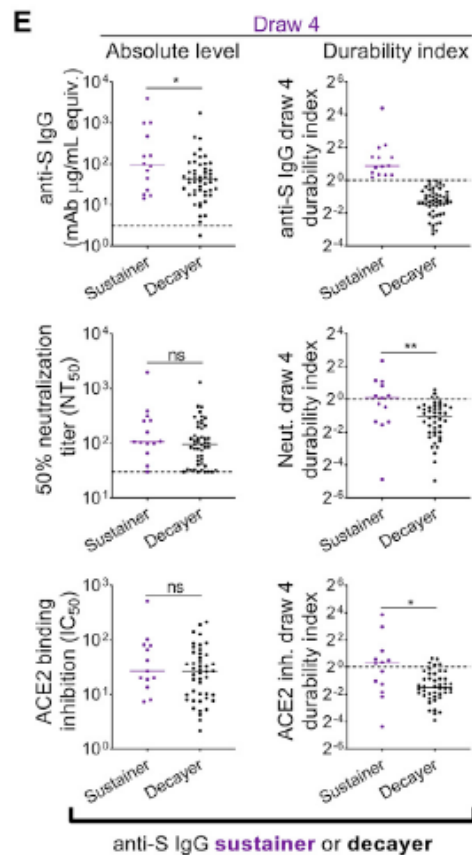 E
Draw 4
Absolute level
Durability index
anti-S IgG
(mAb μg/mL equiv.)
10⁴
10³
10²
10¹
10⁰
*
Sustainer
Decayer
anti-S IgG draw 4
durability index
2⁶
2⁴
2²
2⁰
2⁻²
2⁻⁴
Sustainer
Decayer
50% neutralization
titer (NT₅₀)
10⁴
10³
10²
10¹
ns
Sustainer
Decayer
Neut. draw 4
durability index
2⁴
2²
2⁰
2⁻²
2⁻⁴
2⁻⁶
**
Sustainer
Decayer
ACE2 binding
inhibition (IC₅₀)
10³
10²
10¹
10⁰
ns
Sustainer
Decayer
ACE2 inh. draw 4
durability index
2⁶
2⁴
2²
2⁰
2⁻²
2⁻⁴
2⁻⁶
*
Sustainer
Decayer
anti-S IgG sustainer or decayer